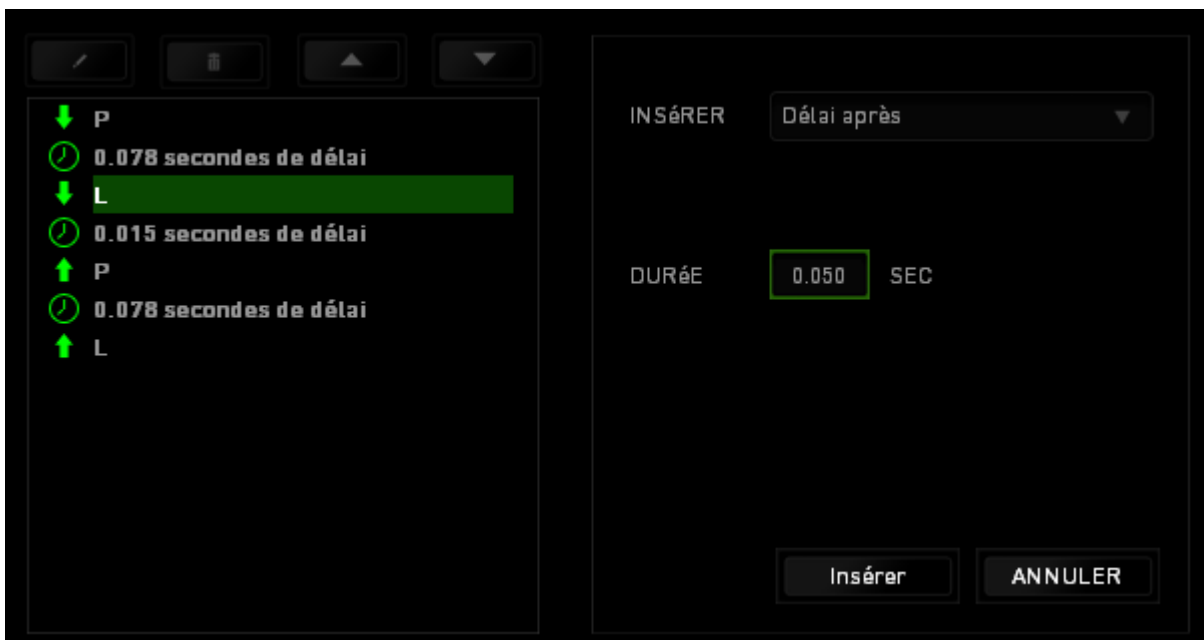 P
0.078 secondes de délai
L
0.015 secondes de délai
P
0.078 secondes de délai
L
INSéRER Délai après
DURéE 0.050 SEC
Insérer ANNULER